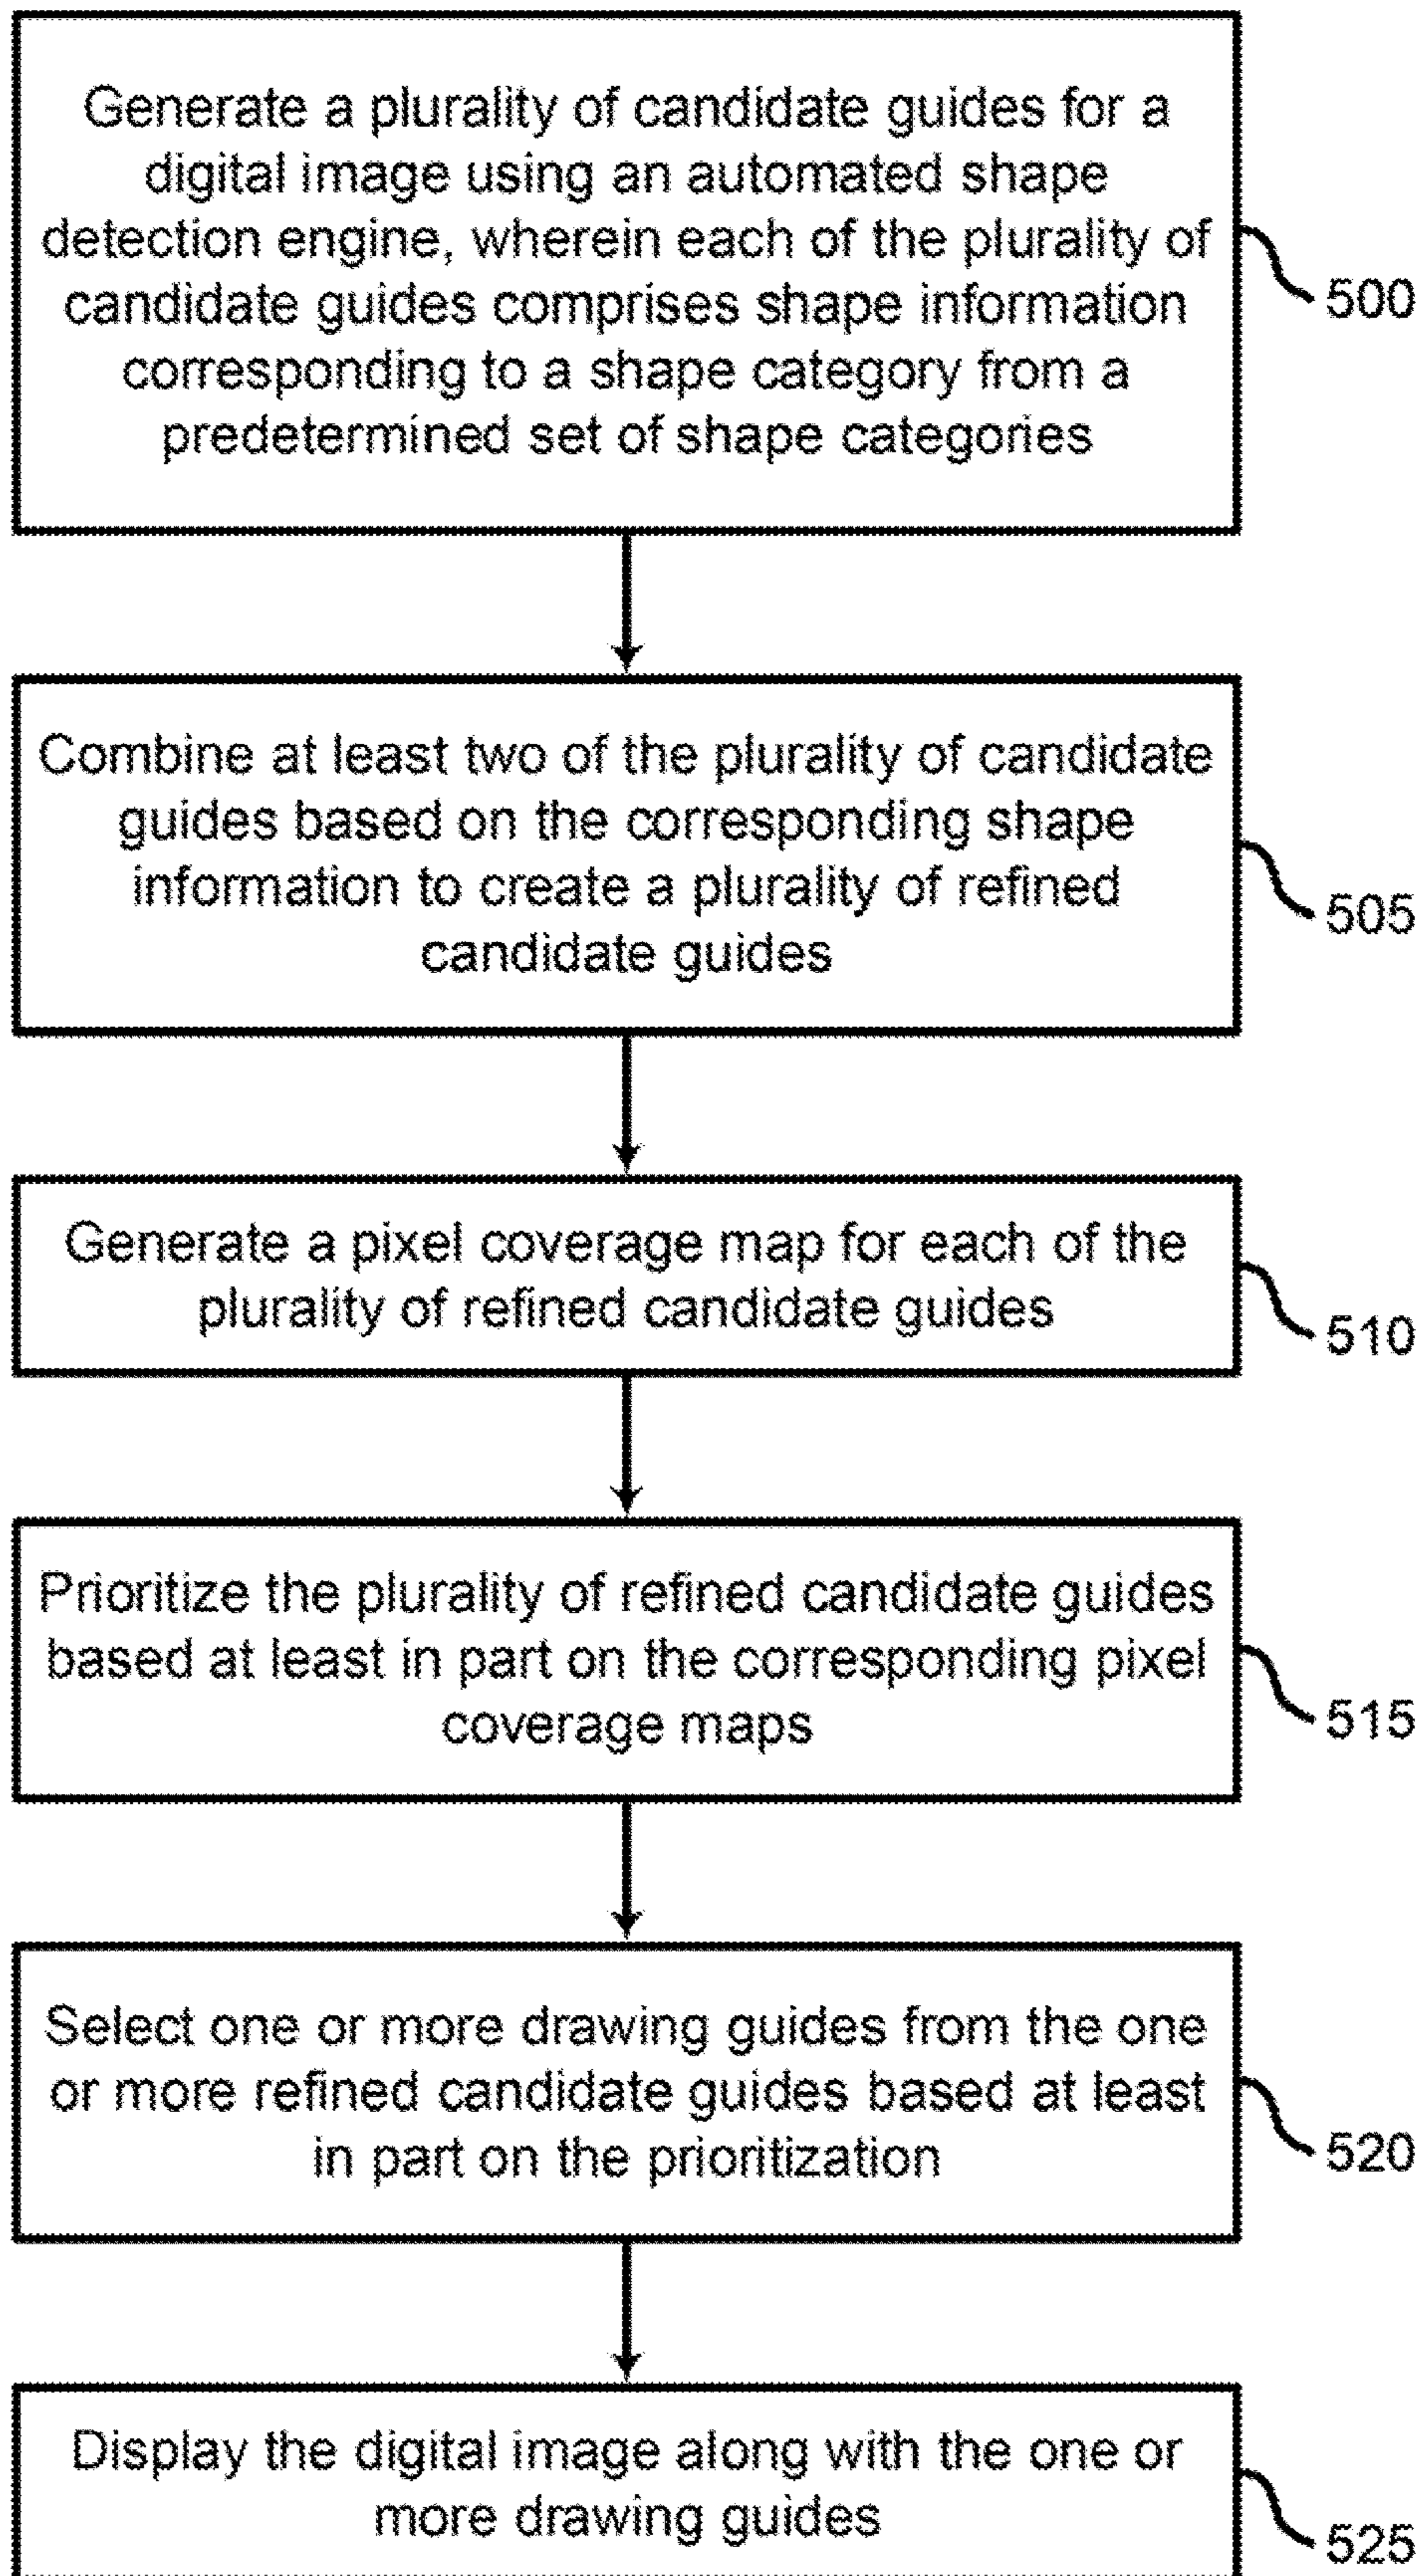 Generate a plurality of candidate guides for a
digital image using an automated shape
detection engine, wherein each of the plurality of
candidate guides comprises shape information
corresponding to a shape category from a
predetermined set of shape categories
500
Combine at least two of the plurality of candidate
guides based on the corresponding shape
information to create a plurality of refined
candidate guides
505
Generate a pixel coverage map for each of the
plurality of refined candidate guides
510
Prioritize the plurality of refined candidate guides
based at least in part on the corresponding pixel
coverage maps
515
Select one or more drawing guides from the one
or more refined candidate guides based at least
in part on the prioritization
520
Display the digital image along with the one or
more drawing guides
525